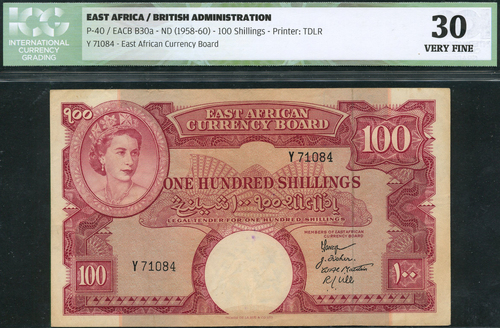 ICG
INTERNATIONAL
CURRENCY
GRADING
EAST AFRICA / BRITISH ADMINISTRATION
P-40 / EACB B30a - ND (1958-60) - 100 Shillings - Printer: TDLR
Y 71084 - East African Currency Board
30
VERY FINE
૧૦૦
EAST AFRICAN
CURRENCY BOARD
100
Y 71084
ONE HUNDRED SHILLINGS
LEGAL TENDER FOR ONE HUNDRED SHILLINGS
MEMBERS OF EAST AFRICAN
CURRENCY BOARD
Y 71084
100
١٠٠